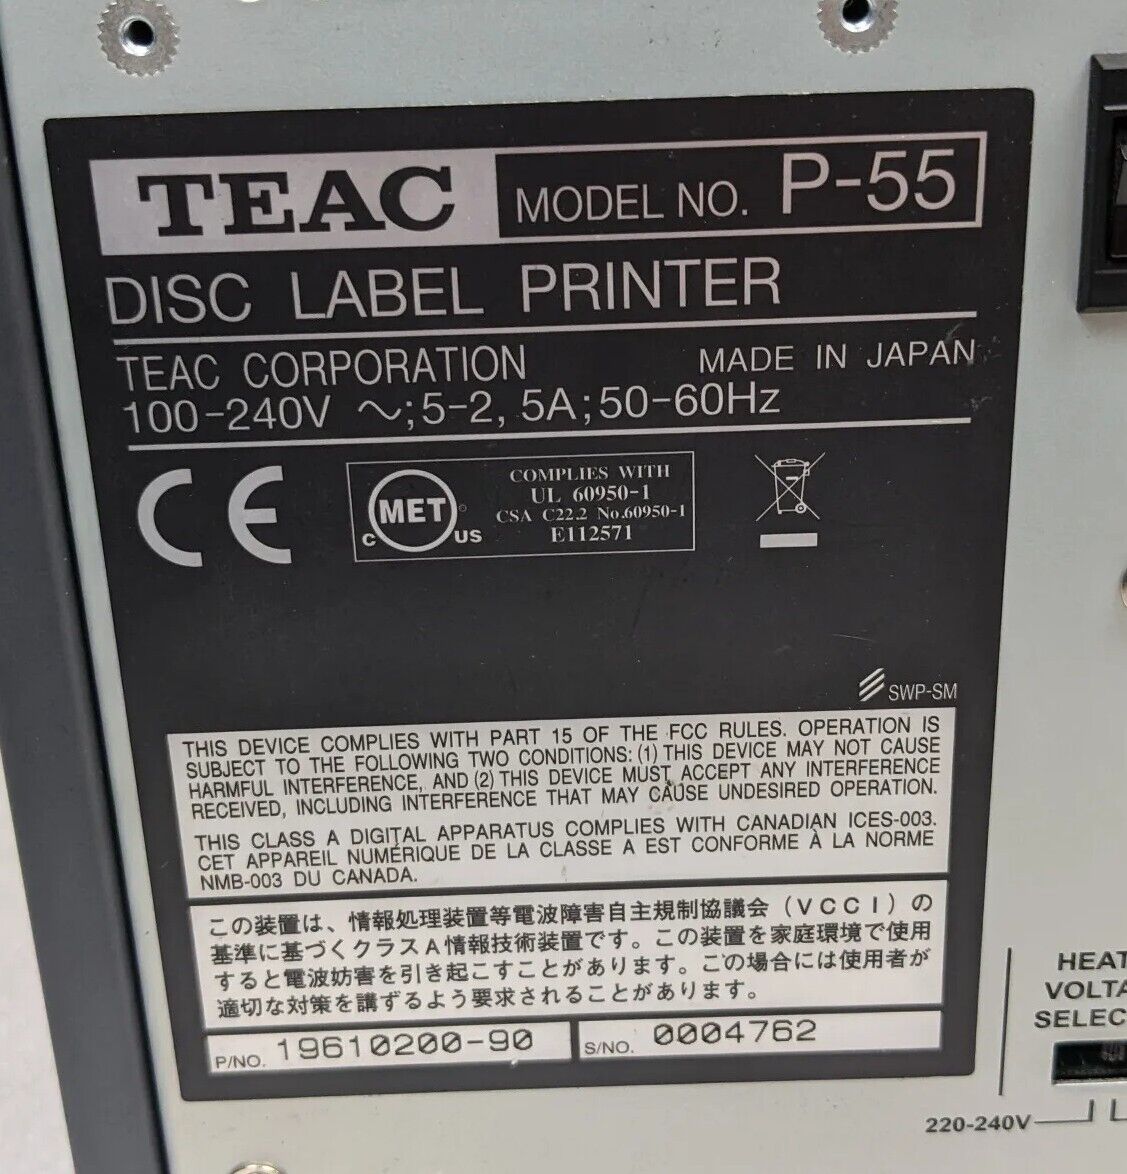 TEAC MODEL NO. P-55
DISC LABEL PRINTER
TEAC CORPORATION MADE IN JAPAN
100-240V ～;5-2, 5A;50-60Hz
CE
C MET US
COMPLIES WITH
UL 60950-1
CSA C22.2 No.60950-1
E112571
SWP-SM
THIS DEVICE COMPLIES WITH PART 15 OF THE FCC RULES. OPERATION IS
SUBJECT TO THE FOLLOWING TWO CONDITIONS: (1) THIS DEVICE MAY NOT CAUSE
HARMFUL INTERFERENCE, AND (2) THIS DEVICE MUST ACCEPT ANY INTERFERENCE
RECEIVED, INCLUDING INTERFERENCE THAT MAY CAUSE UNDESIRED OPERATION.
THIS CLASS A DIGITAL APPARATUS COMPLIES WITH CANADIAN ICES-003.
CET APPAREIL NUMÉRIQUE DE LA CLASSE A EST CONFORME À LA NORME
NMB-003 DU CANADA.
この装置は、情報処理装置等電波障害自主規制協議会（ＶＣＣＩ）の
基準に基づくクラスＡ情報技術装置です。この装置を家庭環境で使用
すると電波妨害を引き起こすことがあります。この場合には使用者が
適切な対策を講ずるよう要求されることがあります。
P/NO. 19610200-90 S/NO. 0004762
HEAT
VOLTA
SELEC
220-240V